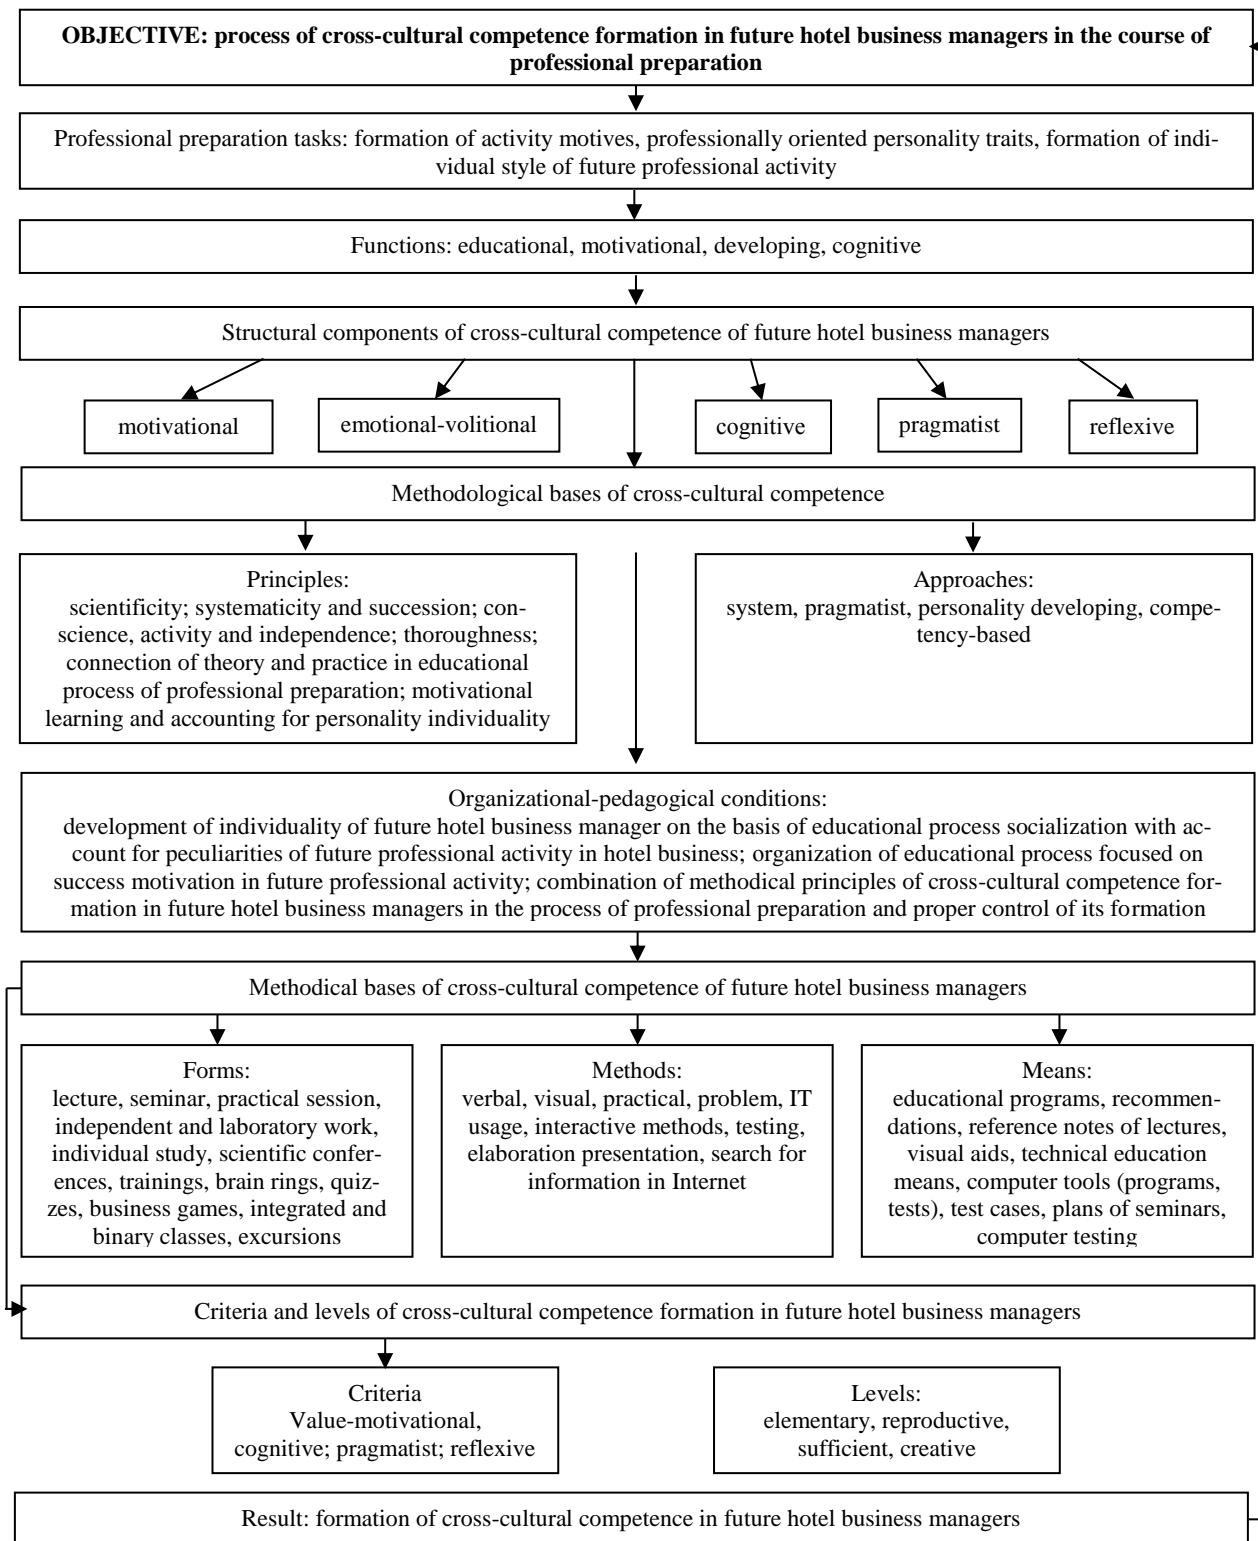 OBJECTIVE: process of cross-cultural competence formation in future hotel business managers in the course of
professional preparation
Professional preparation tasks: formation of activity motives, professionally oriented personality traits, formation of indi-
vidual style of future professional activity
Functions: educational, motivational, developing, cognitive
Structural components of cross-cultural competence of future hotel business managers
motivational
emotional-volitional
cognitive
pragmatist
reflexive
Methodological bases of cross-cultural competence
Principles:
scientificity; systematicity and succession; con-
science, activity and independence; thoroughness;
connection of theory and practice in educational
process of professional preparation; motivational
learning and accounting for personality individuality
Approaches:
system, pragmatist, personality developing, compe-
tency-based
Organizational-pedagogical conditions:
development of individuality of future hotel business manager on the basis of educational process socialization with ac-
count for peculiarities of future professional activity in hotel business; organization of educational process focused on
success motivation in future professional activity; combination of methodical principles of cross-cultural competence for-
mation in future hotel business managers in the process of professional preparation and proper control of its formation
Methodical bases of cross-cultural competence of future hotel business managers
Forms:
lecture, seminar, practical session,
independent and laboratory work,
individual study, scientific confer-
ences, trainings, brain rings, quiz-
zes, business games, integrated and
binary classes, excursions
Methods:
verbal, visual, practical, problem, IT
usage, interactive methods, testing,
elaboration presentation, search for
information in Internet
Means:
educational programs, recommen-
dations, reference notes of lectures,
visual aids, technical education
means, computer tools (programs,
tests), test cases, plans of seminars,
computer testing
Criteria and levels of cross-cultural competence formation in future hotel business managers
Criteria
Value-motivational,
cognitive; pragmatist; reflexive
Levels:
elementary, reproductive,
sufficient, creative
Result: formation of cross-cultural competence in future hotel business managers